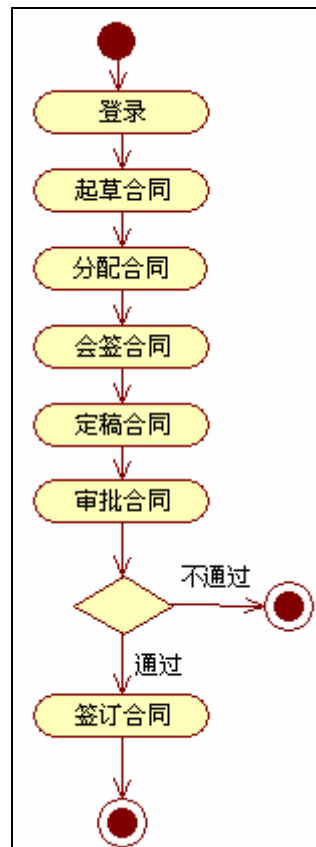 登录
起草合同
分配合同
会签合同
定稿合同
审批合同
不通过
通过
签订合同